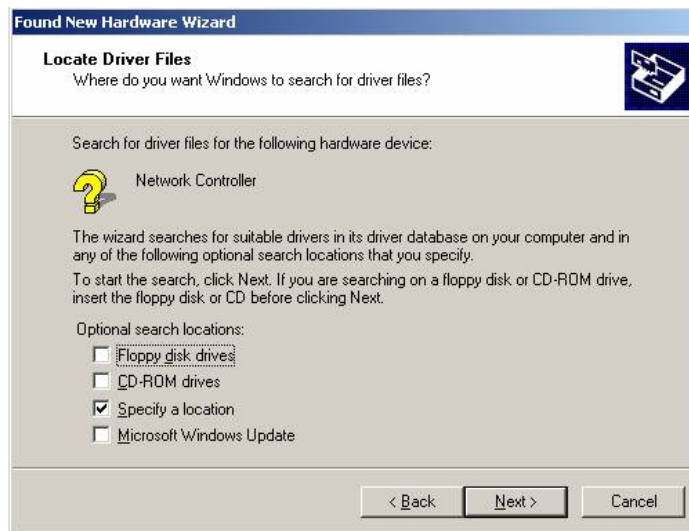 Found New Hardware Wizard
Locate Driver Files
Where do you want Windows to search for driver files?
Search for driver files for the following hardware device:
Network Controller
The wizard searches for suitable drivers in its driver database on your computer and in
any of the following optional search locations that you specify.
To start the search, click Next. If you are searching on a floppy disk or CD-ROM drive,
insert the floppy disk or CD before clicking Next.
Optional search locations:
Floppy disk drives
CD-ROM drives
Specify a location
Microsoft Windows Update
< Back Next > Cancel